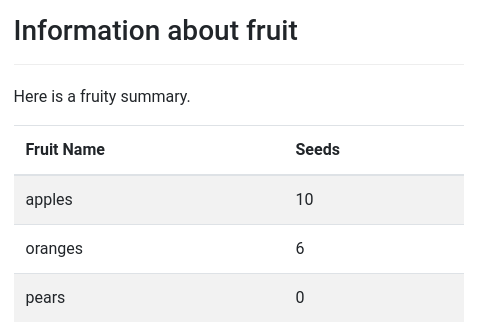 Information about fruit
Here is a fruity summary.
Fruit Name Seeds
apples 10
oranges 6
pears 0